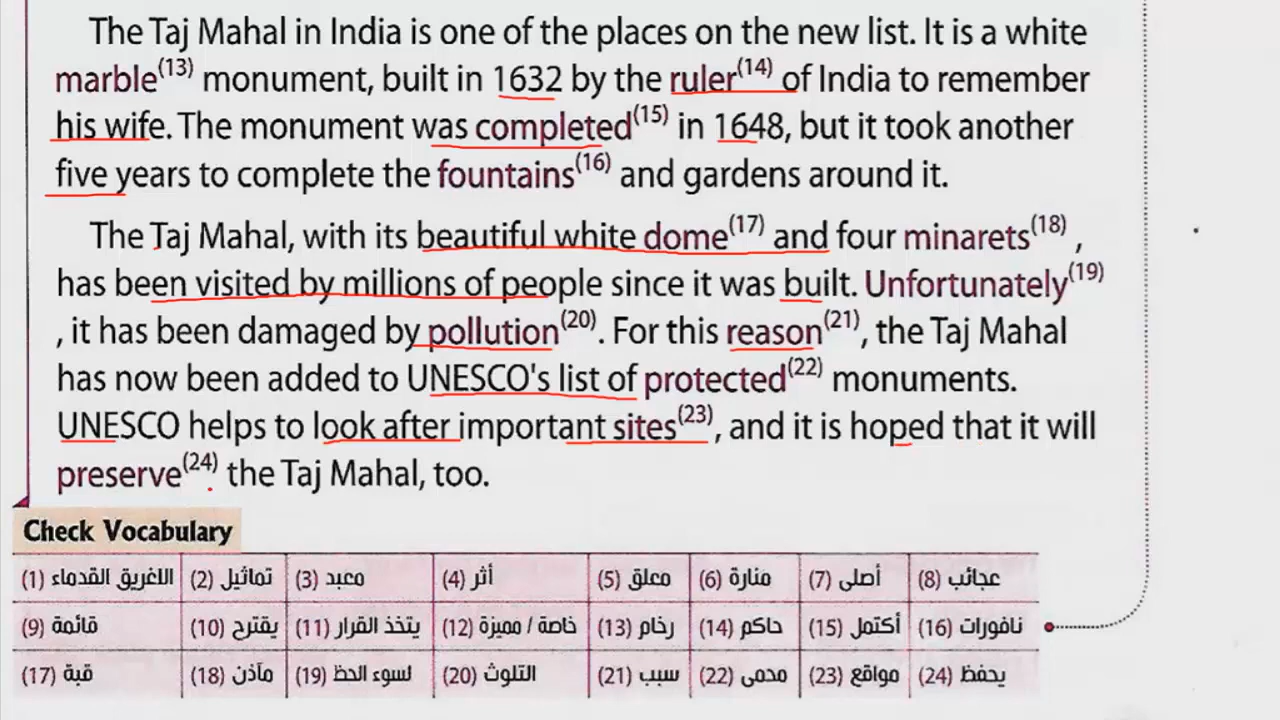 The Taj Mahal in India is one of the places on the new list. It is a white
marble(13) monument, built in 1632 by the ruler(14) of India to remember
his wife. The monument was completed(15) in 1648, but it took another
five years to complete the fountains(16) and gardens around it.
The Taj Mahal, with its beautiful white dome(17) and four minarets(18) ,
has been visited by millions of people since it was built. Unfortunately(19)
, it has been damaged by pollution(20). For this reason(21), the Taj Mahal
has now been added to UNESCO's list of protected(22) monuments.
UNESCO helps to look after important sites(23), and it is hoped that it will
preserve(24) the Taj Mahal, too.
Check Vocabulary
(1) الاغريق القدماء (2) تماثيل (3) معبد (4) أثر (5) معلق (6) منارة (7) أصلى (8) عجائب
(9) قائمة (10) يقترح (11) يتخذ القرار (12) خاصة / مميزة (13) رخام (14) حاكم (15) أكتمل (16) نافورات
(17) قبة (18) مآذن (19) لسوء الحظ (20) التلوث (21) سبب (22) محمى (23) مواقع (24) يحفظ